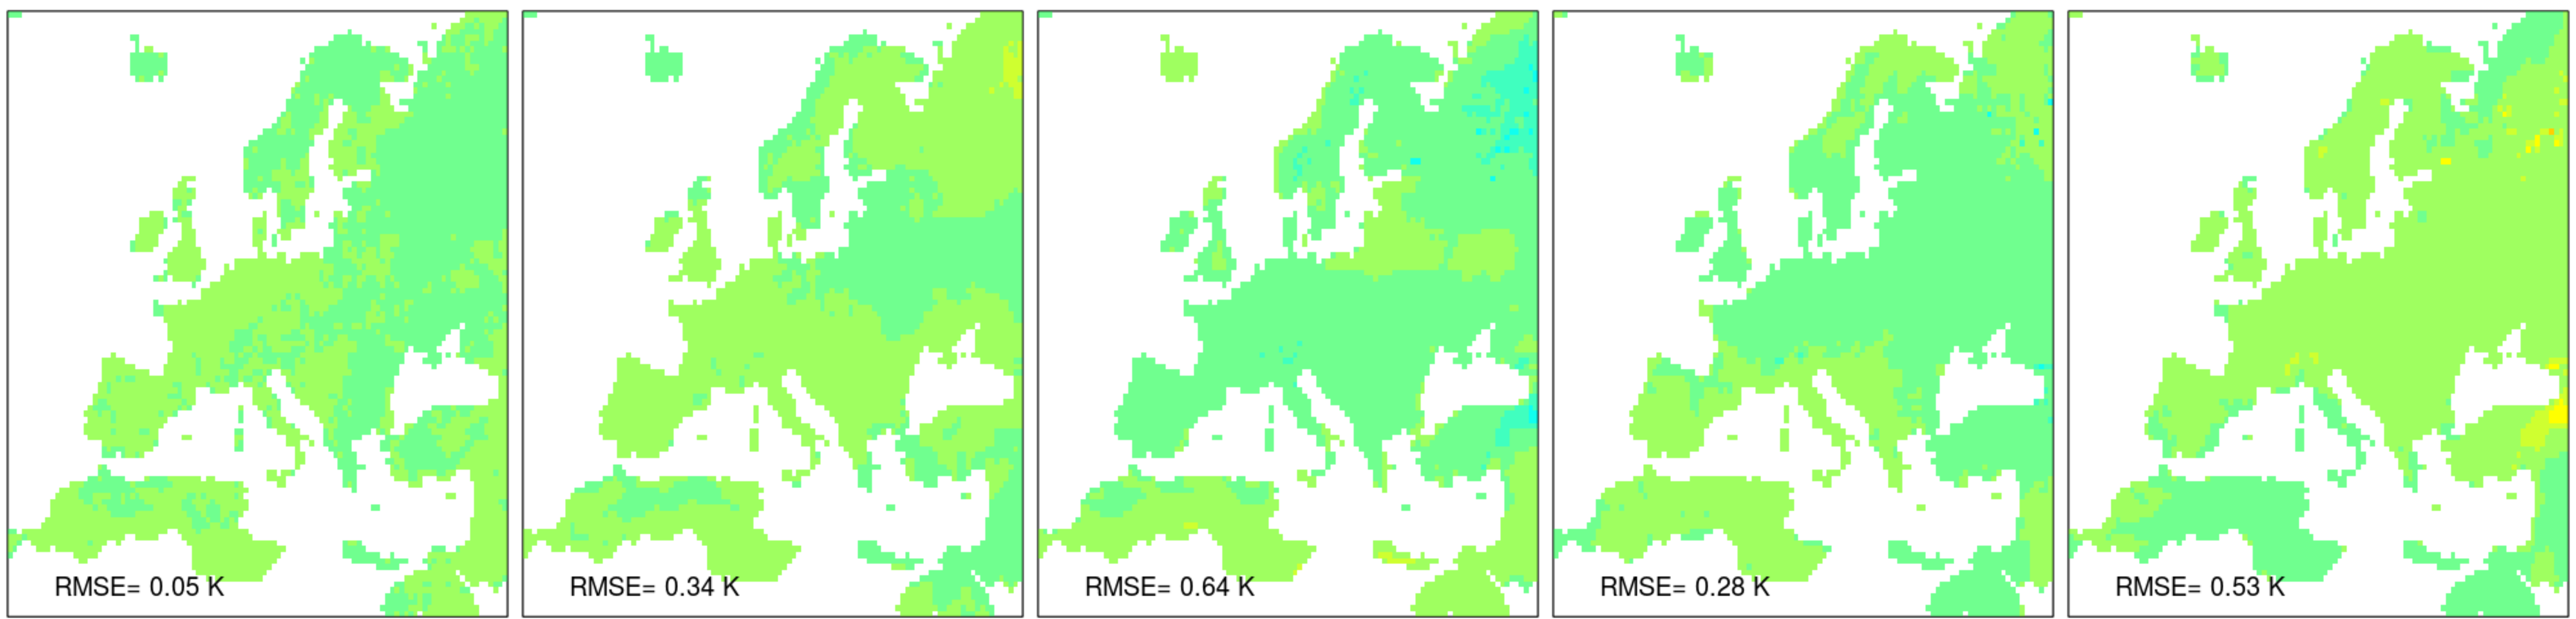 RMSE= 0.05 K
RMSE= 0.34 K
RMSE= 0.64 K
RMSE= 0.28 K
RMSE= 0.53 K